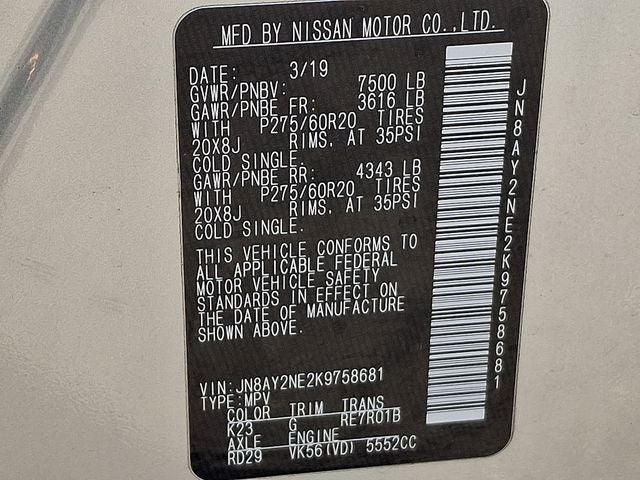 MFD BY NISSAN MOTOR CO.,LTD.
DATE: 3/19
GVWR/PNBV: 7500 LB
GAWR/PNBE FR: 3616 LB
WITH P275/60R20 TIRES
20X8J RIMS, AT 35PSI
COLD SINGLE.
GAWR/PNBE RR: 4343 LB
WITH P275/60R20 TIRES
20X8J RIMS, AT 35PSI
COLD SINGLE.
THIS VEHICLE CONFORMS TO
ALL APPLICABLE FEDERAL
MOTOR VEHICLE SAFETY
STANDARDS IN EFFECT ON
THE DATE OF MANUFACTURE
SHOWN ABOVE.
VIN: JN8AY2NE2K9758681
TYPE: MPV
COLOR TRIM TRANS
K23 G RE7R01B
AXLE ENGINE
RD29 VK56(VD) 5552CC
JN8AY2NE2K9758681